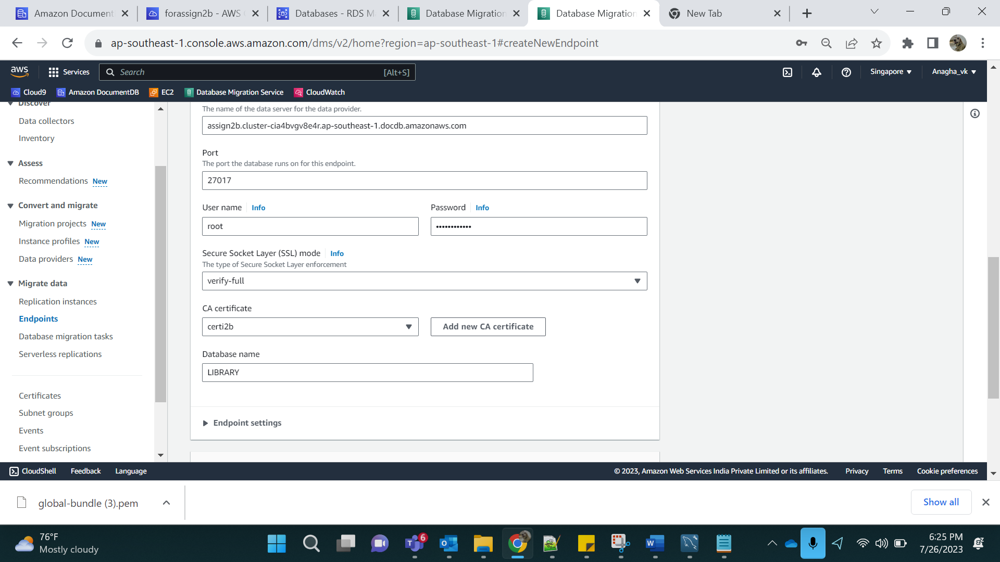 Amazon Document
forassign2b - AWS
Databases - RDS M
Database Migration
Database Migration
New Tab
ap-southeast-1.console.aws.amazon.com/dms/v2/home?region=ap-southeast-1#createNewEndpoint
aws
Services
Search
[Alt+S]
Singapore
Anagha_vk
Cloud9
Amazon DocumentDB
EC2
Database Migration Service
CloudWatch
Discover
Data collectors
Inventory
Assess
Recommendations New
Convert and migrate
Migration projects New
Instance profiles New
Data providers New
Migrate data
Replication instances
Endpoints
Database migration tasks
Serverless replications
Certificates
Subnet groups
Events
Event subscriptions
The name of the data server for the data provider.
assign2b.cluster-cia4bvgv8e4r.ap-southeast-1.docdb.amazonaws.com
Port
The port the database runs on for this endpoint.
27017
User name Info
Password Info
root
••••••••••••
Secure Socket Layer (SSL) mode Info
The type of Secure Socket Layer enforcement
verify-full
CA certificate
certi2b
Add new CA certificate
Database name
LIBRARY
Endpoint settings
CloudShell
Feedback
Language
© 2023, Amazon Web Services India Private Limited or its affiliates.
Privacy
Terms
Cookie preferences
global-bundle (3).pem
Show all
76°F
Mostly cloudy
6
6:25 PM
7/26/2023